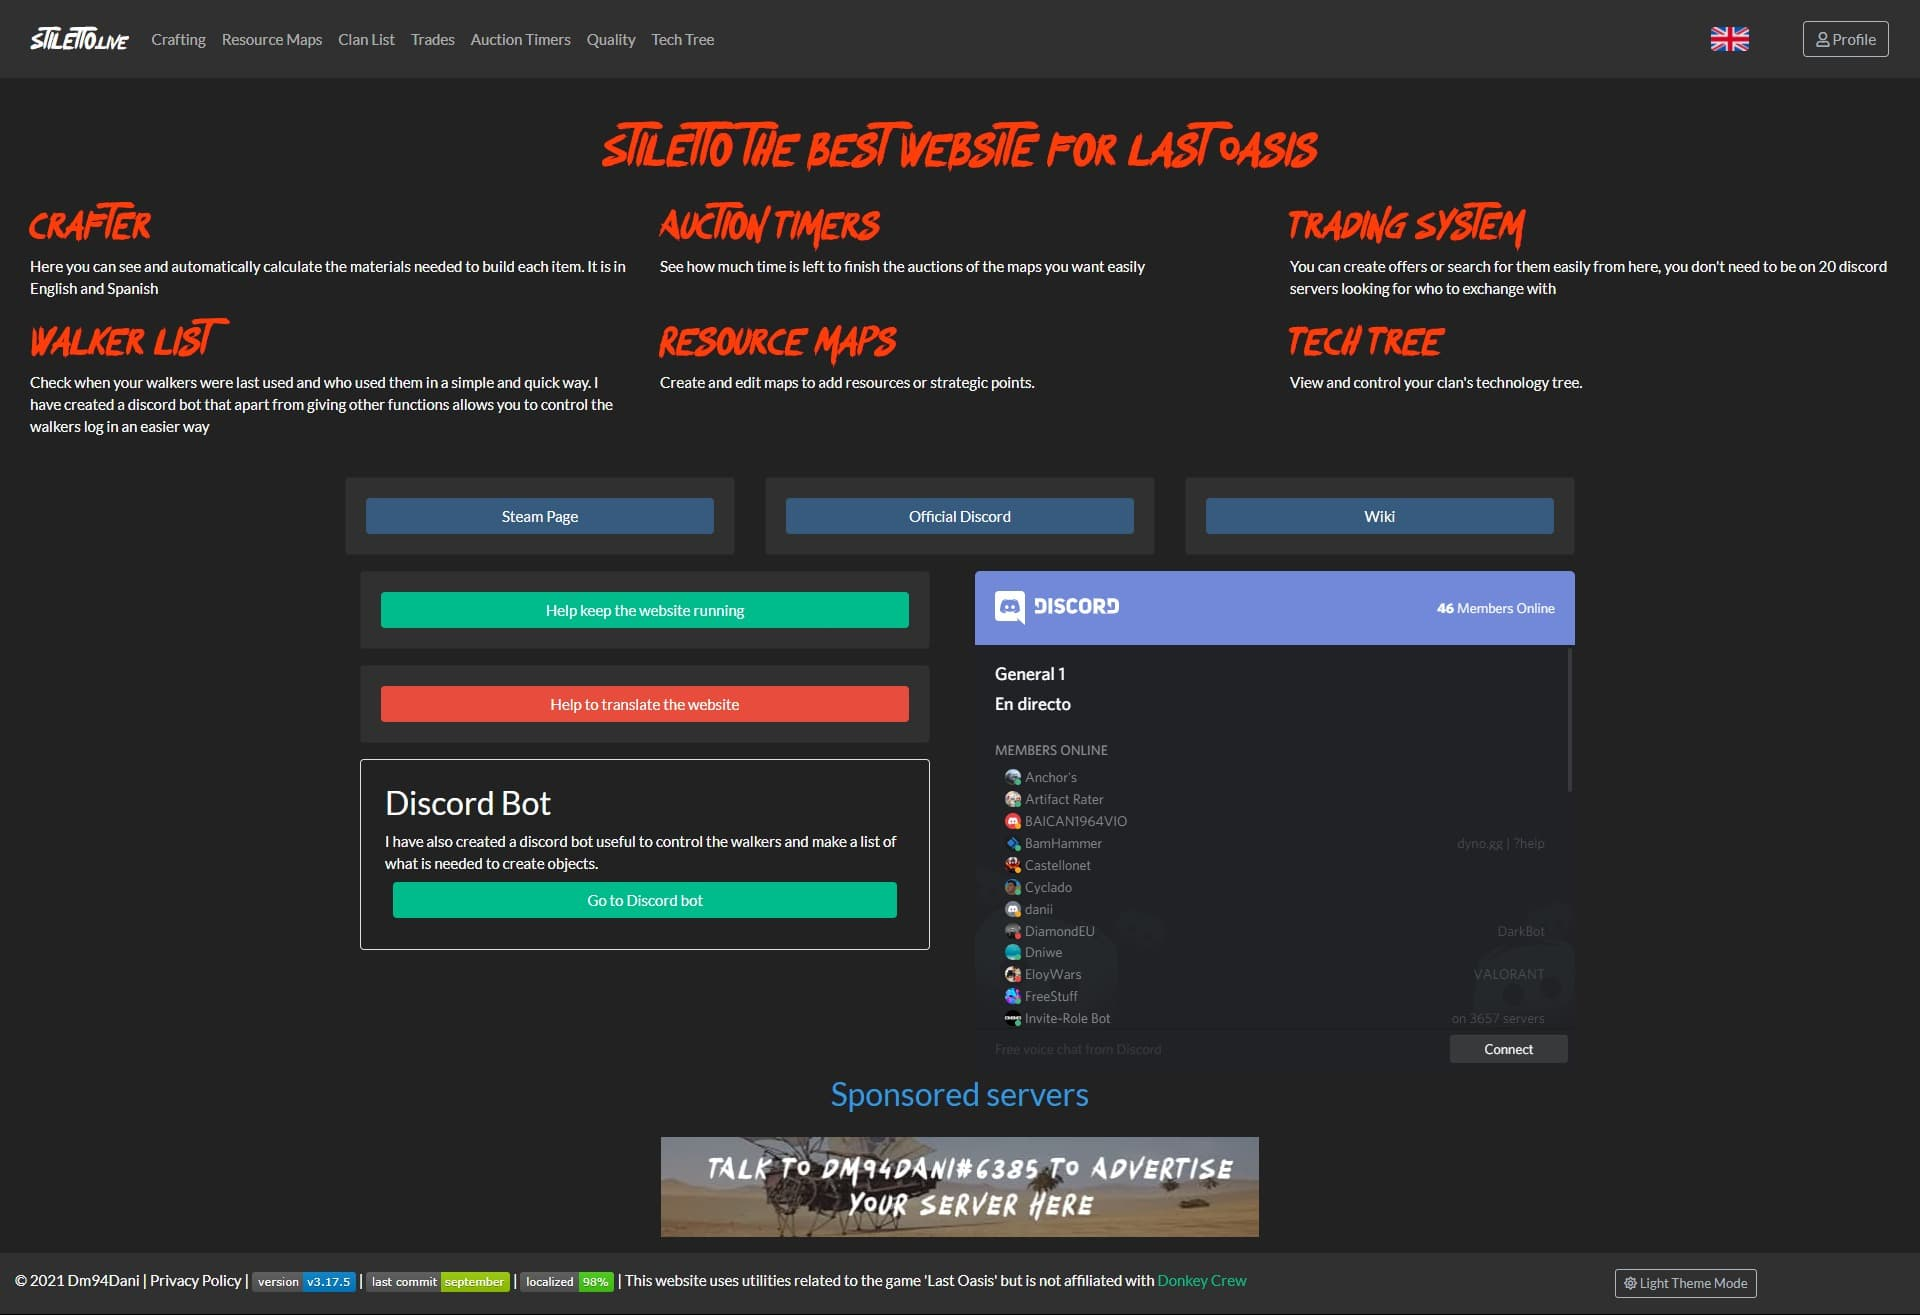 STILETTO.LIVE
Crafting
Resource Maps
Clan List
Trades
Auction Timers
Quality
Tech Tree
Profile
STILETTO THE BEST WEBSITE FOR LAST OASIS
CRAFTER
Here you can see and automatically calculate the materials needed to build each item. It is in
English and Spanish
AUCTION TIMERS
See how much time is left to finish the auctions of the maps you want easily
TRADING SYSTEM
You can create offers or search for them easily from here, you don't need to be on 20 discord
servers looking for who to exchange with
WALKER LIST
Check when your walkers were last used and who used them in a simple and quick way. I
have created a discord bot that apart from giving other functions allows you to control the
walkers log in an easier way
RESOURCE MAPS
Create and edit maps to add resources or strategic points.
TECH TREE
View and control your clan's technology tree.
Steam Page
Official Discord
Wiki
Help keep the website running
Help to translate the website
Discord Bot
I have also created a discord bot useful to control the walkers and make a list of
what is needed to create objects.
Go to Discord bot
DISCORD
46 Members Online
General 1
En directo
MEMBERS ONLINE
Anchor's
Artifact Rater
BAICAN1964VIO
BamHammer
dyno.gg | ?help
Castellonet
Cyclado
danii
DiamondEU
DarkBot
Dniwe
EloyWars
VALORANT
FreeStuff
Invite-Role Bot
on 3657 servers
Free voice chat from Discord
Connect
Sponsored servers
TALK TO DM94DANI#6385 TO ADVERTISE
YOUR SERVER HERE
© 2021 Dm94Dani | Privacy Policy | version v3.17.5 | last commit september | localized 98% | This website uses utilities related to the game 'Last Oasis' but is not affiliated with Donkey Crew
Light Theme Mode